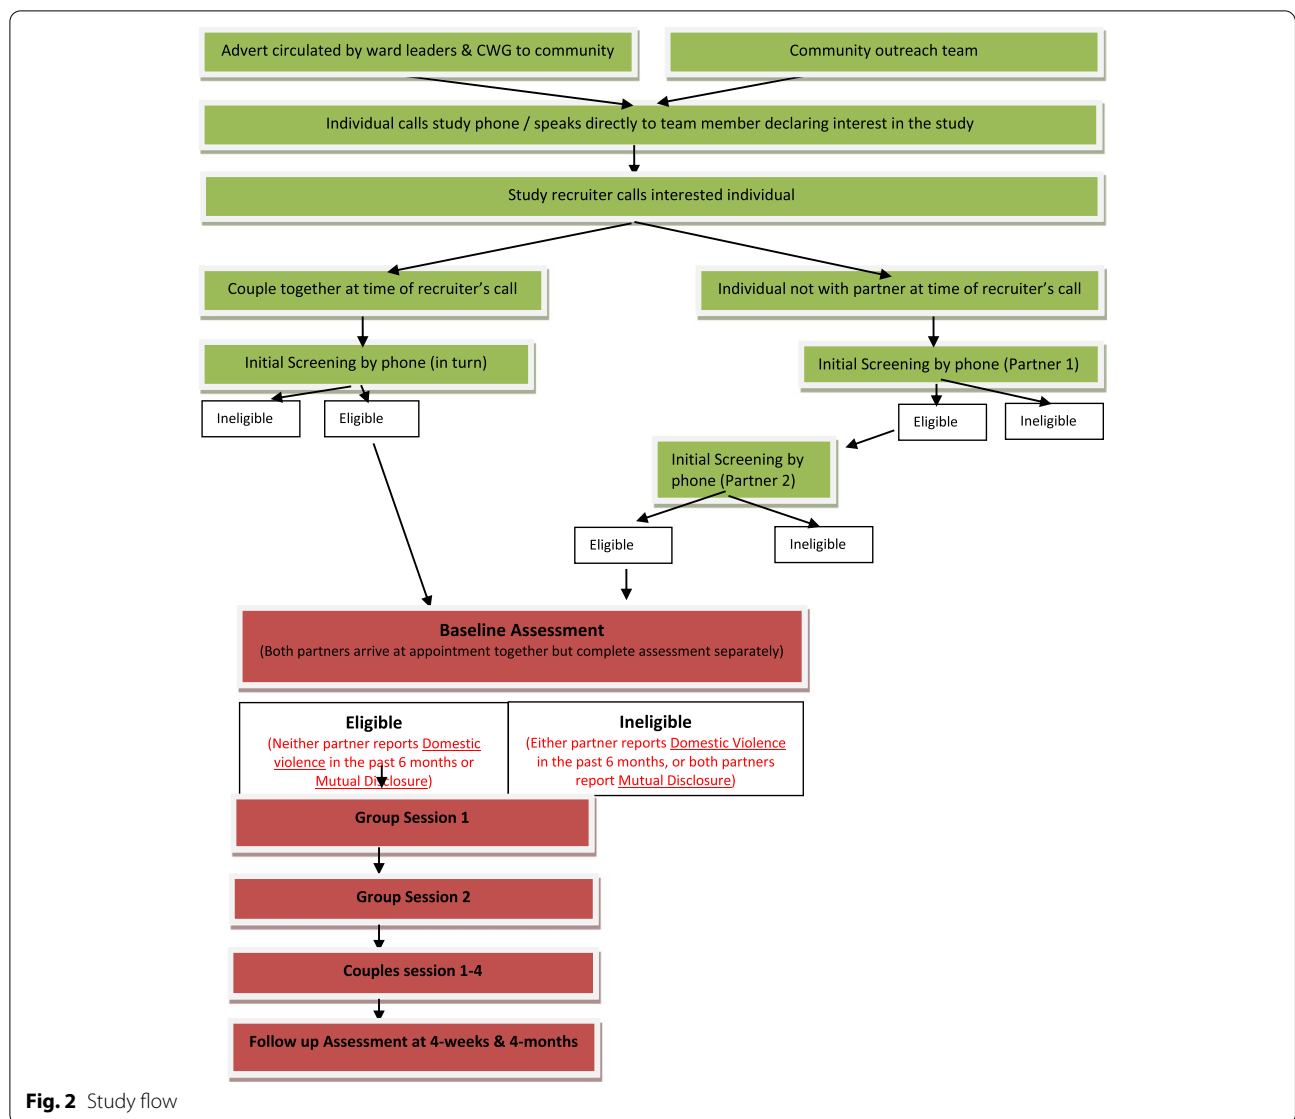 Advert circulated by ward leaders & CWG to community
Community outreach team
Individual calls study phone / speaks directly to team member declaring interest in the study
Study recruiter calls interested individual
Couple together at time of recruiter’s call
Individual not with partner at time of recruiter’s call
Initial Screening by phone (in turn)
Initial Screening by phone (Partner 1)
Ineligible
Eligible
Eligible
Ineligible
Initial Screening by
phone (Partner 2)
Eligible
Ineligible
Baseline Assessment
(Both partners arrive at appointment together but complete assessment separately)
Eligible
(Neither partner reports Domestic
violence in the past 6 months or
Mutual Disclosure)
Ineligible
(Either partner reports Domestic Violence
in the past 6 months, or both partners
report Mutual Disclosure)
Group Session 1
Group Session 2
Couples session 1-4
Follow up Assessment at 4-weeks & 4-months
Fig. 2 Study flow